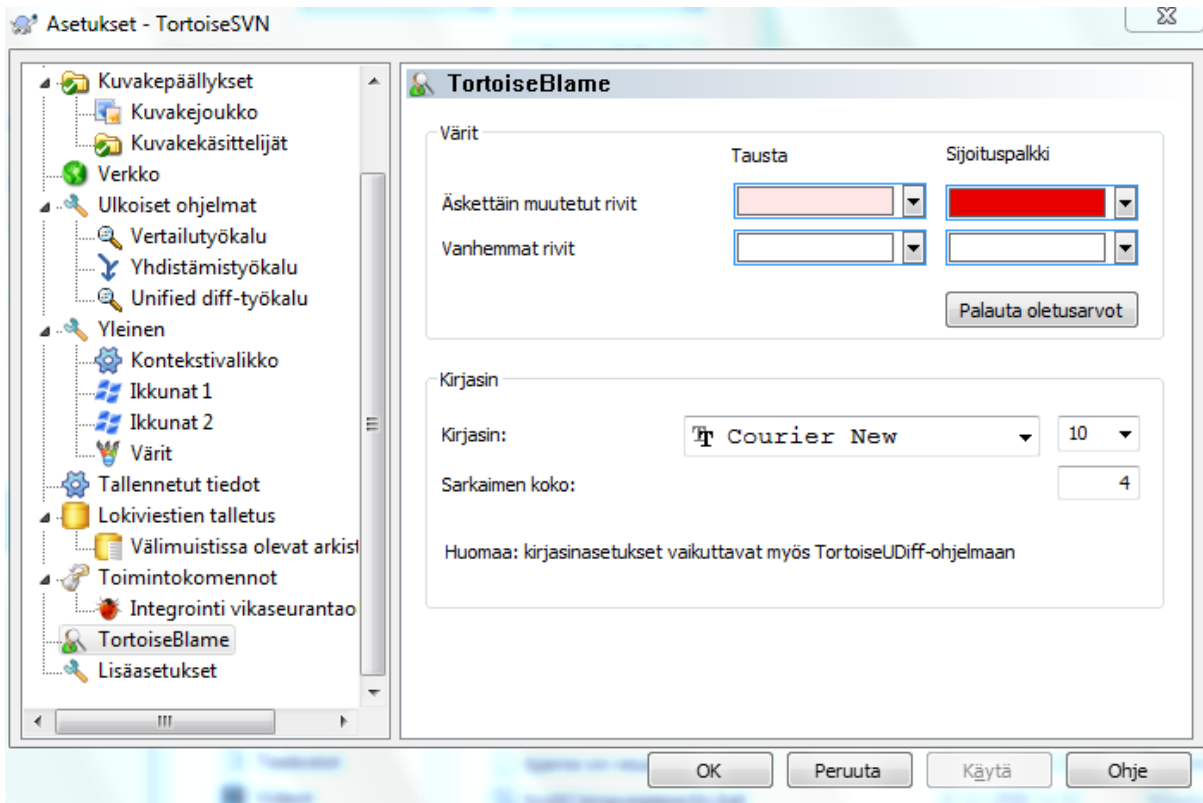 Asetukset - TortoiseSVN
Kuvakepäällykset
Kuvakejoukko
Kuvakekäsittelijät
Verkko
Ulkoiset ohjelmat
Vertailutyökalu
Yhdistämistyökalu
Unified diff-työkalu
Yleinen
Kontekstivalikko
Ikkunat 1
Ikkunat 2
Värit
Tallennetut tiedot
Lokiviestien talletus
Välimuistissa olevat arkist
Toimintokomennot
Integrointi vikaseurantao
TortoiseBlame
Lisäasetukset
TortoiseBlame
Värit
Tausta Sijoituspalkki
Äskettäin muutetut rivit
Vanhemmat rivit
Palauta oletusarvot
Kirjasin
Kirjasin: Courier New 10
Sarkaimen koko: 4
Huomaa: kirjasinasetukset vaikuttavat myös TortoiseUDiff-ohjelmaan
OK Peruuta Käytä Ohje